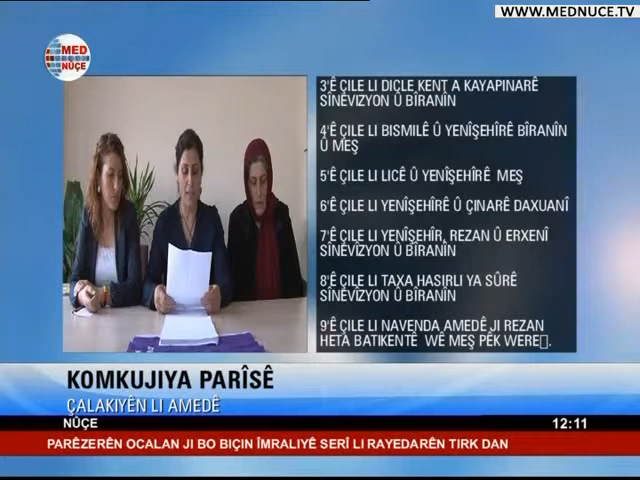 WWW.MEDNUCE.TV
MED
NÛÇE
3'Ê ÇILE LI DICLE KENT A KAYAPINARÊ
SÎNEVIZYON Û BÎRANÎN
4'Ê ÇILE LI BISMILÊ Û YENÎŞEHÎRÊ BÎRANÎN
Û MEŞ
5'Ê ÇILE LI LICÊ Û YENÎŞEHÎRÊ MEŞ
6'Ê ÇILE LI YENÎŞEHÎRÊ Û ÇINARÊ DAXUANÎ
7'Ê ÇILE LI YENÎŞEHÎR, REZAN Û ERXENÎ
SÎNEVÎZYON Û BÎRANÎN
8'Ê ÇILE LI TAXA HASIRLI YA SÛRÊ
SÎNEVÎZYON Û BÎRANÎN
9'Ê ÇILE LI NAVENDA AMEDÊ JI REZAN
HETA BATIKENTÊ WÊ MEŞ PÊK WERE▯.
KOMKUJIYA PARÎSÊ
ÇALAKIYÊN LI AMEDÊ
NÛÇE 12:11
PARÊZERÊN OCALAN JI BO BIÇIN ÎMRALIYÊ SERÎ LI RAYEDARÊN TIRK DAN